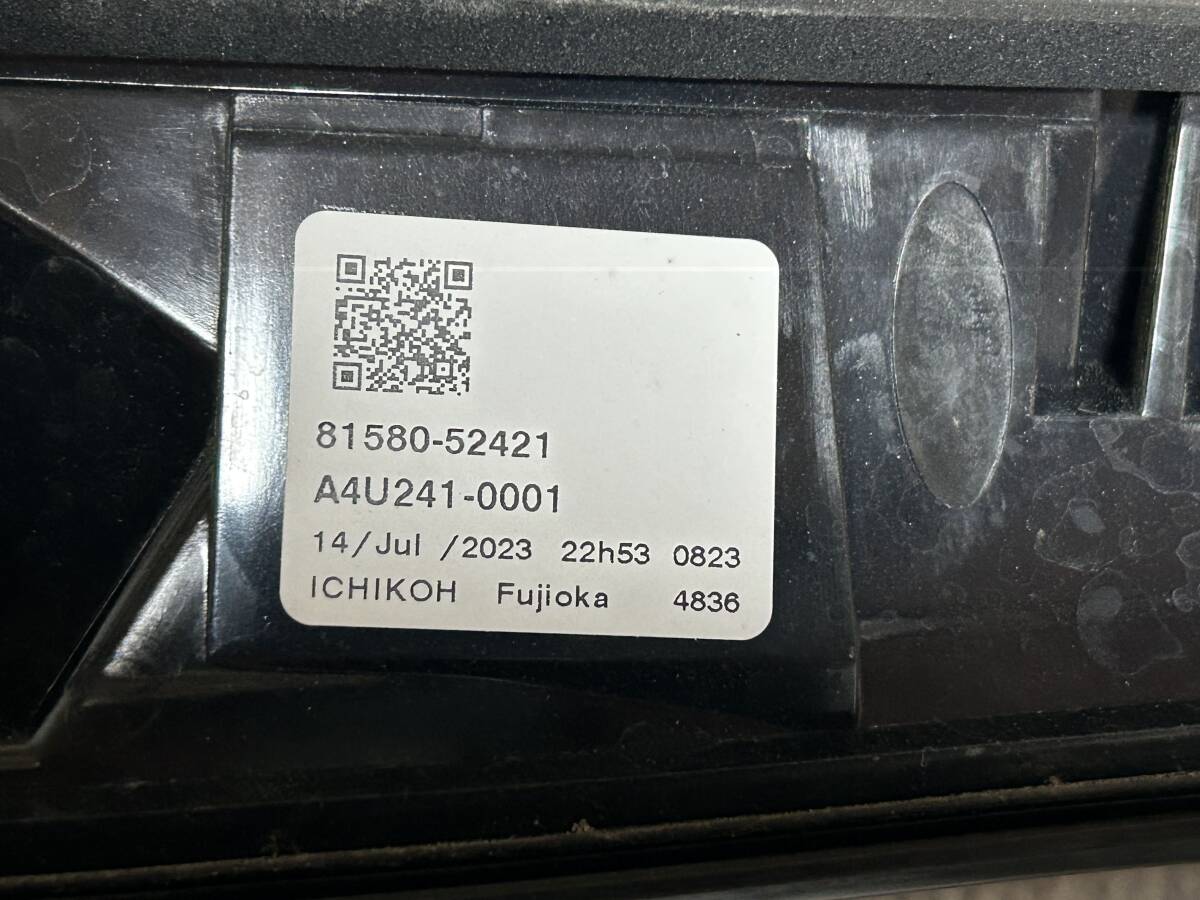 81580-52421
A4U241-0001
14/Jul /2023 22h53 0823
ICHIKOH Fujioka 4836